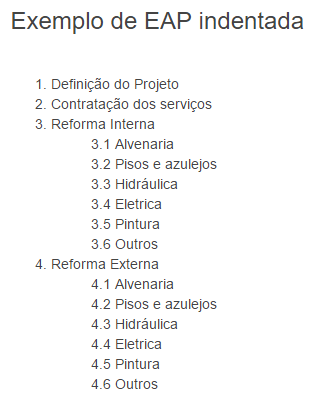 Exemplo de EAP indentada
1. Definição do Projeto
2. Contratação dos serviços
3. Reforma Interna
3.1 Alvenaria
3.2 Pisos e azulejos
3.3 Hidráulica
3.4 Eletrica
3.5 Pintura
3.6 Outros
4. Reforma Externa
4.1 Alvenaria
4.2 Pisos e azulejos
4.3 Hidráulica
4.4 Eletrica
4.5 Pintura
4.6 Outros